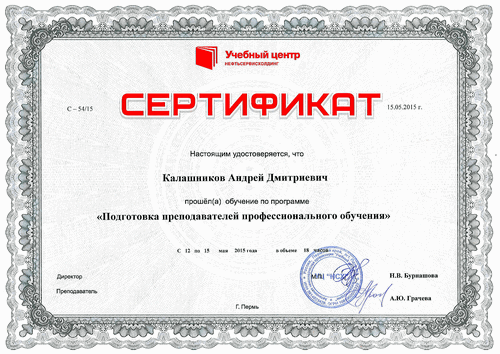 Учебный центр
НЕФТЬСЕРВИСХОЛДИНГ
С – 54/15
СЕРТИФИКАТ
15.05.2015 г.
Настоящим удостоверяется, что
Калашников Андрей Дмитриевич
прошёл(а) обучение по программе
«Подготовка преподавателей профессионального обучения»
С 12 по 15 мая 2015 года в объеме 18 часов
Директор
Н.В. Бурнашова
Преподаватель
А.Ю. Грачева
Г. Пермь